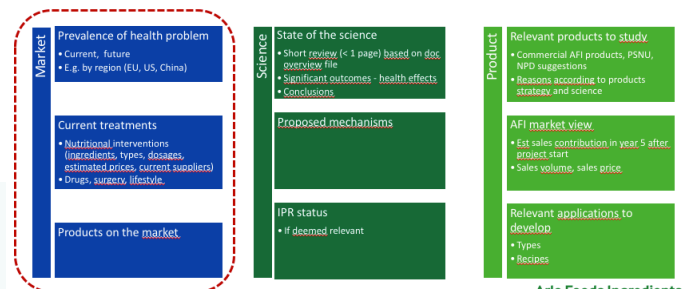 Market
Prevalence of health problem
• Current, future
• E.g. by region (EU, US, China)
Current treatments
• Nutritional interventions
(ingredients, types, dosages,
estimated prices, current suppliers)
• Drugs, surgery, lifestyle
Products on the market
Science
State of the science
• Short review (< 1 page) based on doc
overview file
• Significant outcomes - health effects
• Conclusions
Proposed mechanisms
IPR status
• If deemed relevant
Product
Relevant products to study
• Commercial AFI products, PSNU,
NPD suggestions
• Reasons according to products
strategy and science
AFI market view
• Est sales contribution in year 5 after
project start
• Sales volume, sales price
Relevant applications to
develop
• Types
• Recipes
Arla Foods Ingredients